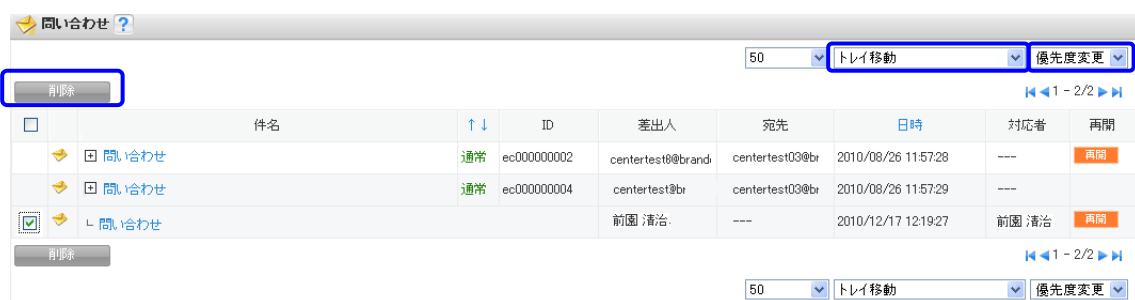 問い合わせ ?
50 トレイ移動 優先度変更
削除
1 - 2/2
件名 ↑↓ ID 差出人 宛先 日時 対応者 再開
問い合わせ 通常 ec000000002 centertest8@brand centertest03@br 2010/08/26 11:57:28 --- 再開
問い合わせ 通常 ec000000004 centertest@br centertest03@br 2010/08/26 11:57:29 ---
問い合わせ 前園 清治 --- 2010/12/17 12:19:27 前園 清治 再開
削除 1 - 2/2
50 トレイ移動 優先度変更